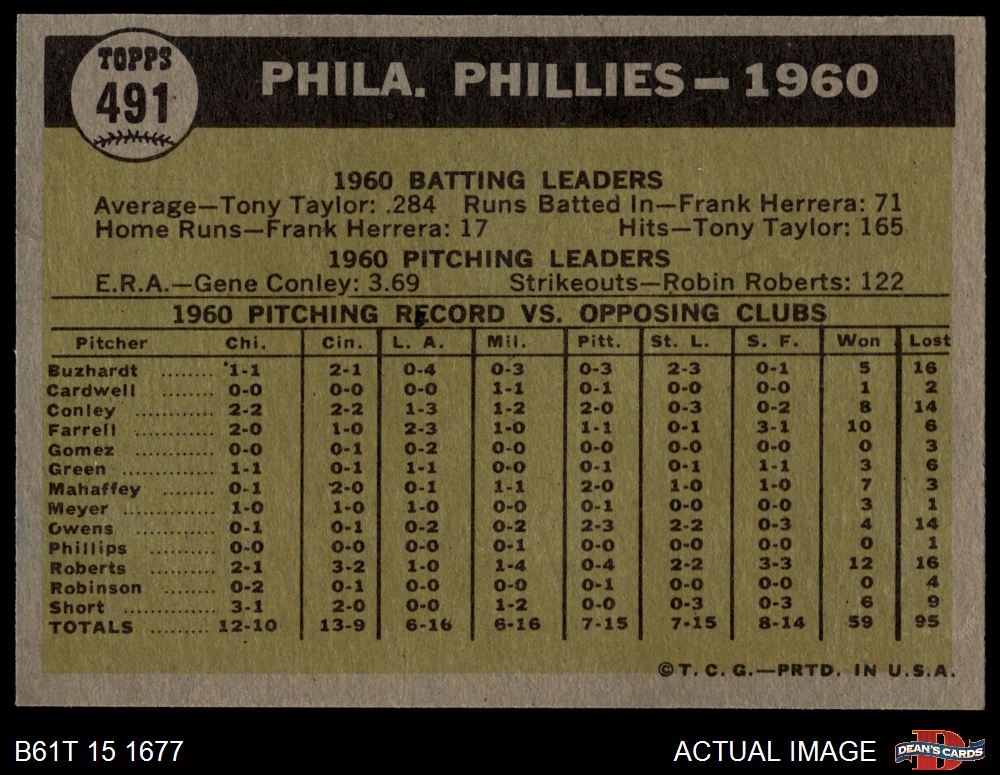 TOPPS
491
PHILA. PHILLIES — 1960
1960 BATTING LEADERS
Average—Tony Taylor: .284 Runs Batted In—Frank Herrera: 71
Home Runs—Frank Herrera: 17 Hits—Tony Taylor: 165
1960 PITCHING LEADERS
E.R.A.—Gene Conley: 3.69 Strikeouts—Robin Roberts: 122
1960 PITCHING RECORD VS. OPPOSING CLUBS
Pitcher Chi. Cin. L. A. Mil. Pitt. St. L. S. F. Won Lost
Buzhardt ........ 1-1 2-1 0-4 0-3 0-3 2-3 0-1 5 16
Cardwell ........ 0-0 0-0 0-0 1-1 0-1 0-0 0-0 1 2
Conley ............ 2-2 2-2 1-3 1-2 2-0 0-3 0-2 8 14
Farrell ............ 2-0 1-0 2-3 1-0 1-1 0-1 3-1 10 6
Gomez ............ 0-0 0-1 0-2 0-0 0-0 0-0 0-0 0 3
Green .............. 1-1 0-1 1-1 0-0 0-1 0-1 1-1 3 6
Mahaffey ........ 0-1 2-0 0-1 1-1 2-0 1-0 1-0 7 3
Meyer .............. 1-0 1-0 1-0 0-0 0-1 0-0 0-0 3 1
Owens ............ 0-1 0-1 0-2 0-2 2-3 2-2 0-3 4 14
Phillips .......... 0-0 0-0 0-0 0-1 0-0 0-0 0-0 0 1
Roberts .......... 2-1 3-2 1-0 1-4 0-4 2-2 3-3 12 16
Robinson ........ 0-2 0-1 0-0 0-0 0-1 0-0 0-0 0 4
Short .............. 3-1 2-0 0-0 1-2 0-0 0-3 0-3 6 9
TOTALS ......... 12-10 13-9 6-16 6-16 7-15 7-15 8-14 59 95
©T. C. G.—PRTD. IN U.S.A.
B61T 15 1677 ACTUAL IMAGE
D
DEAN'S CARDS